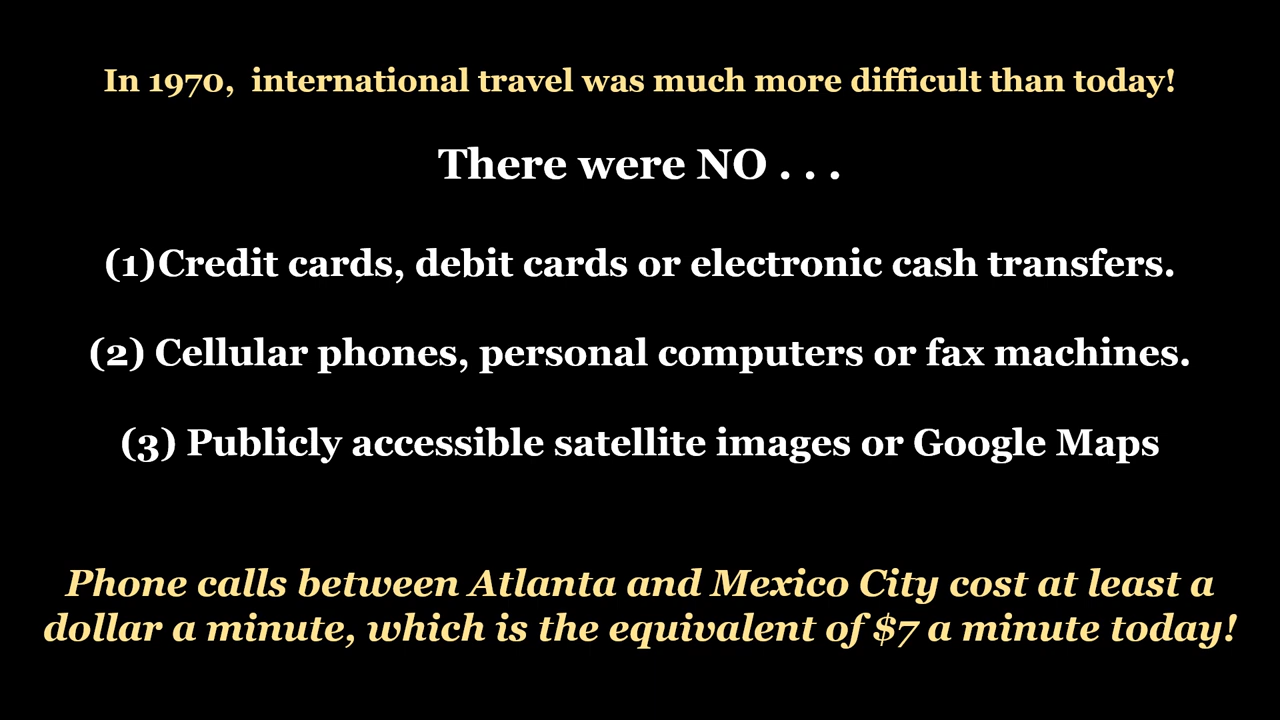 In 1970,  international travel was much more difficult than today!
There were NO . . .
(1)Credit cards, debit cards or electronic cash transfers.
(2) Cellular phones, personal computers or fax machines.
(3) Publicly accessible satellite images or Google Maps
Phone calls between Atlanta and Mexico City cost at least a
dollar a minute, which is the equivalent of $7 a minute today!